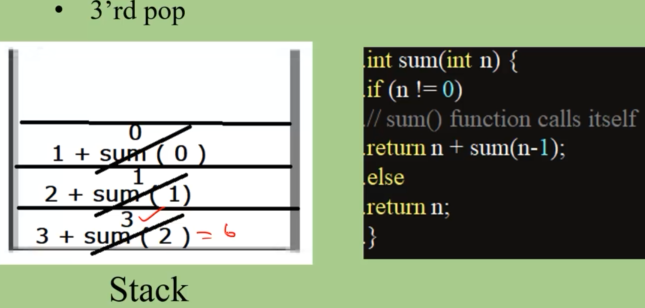 • 3’rd pop
0
1 + sum ( 0 )
1
2 + sum ( 1)
3
3 + sum ( 2 ) = 6
Stack
int sum(int n) {
if (n != 0)
// sum() function calls itself
return n + sum(n-1);
else
return n;
}